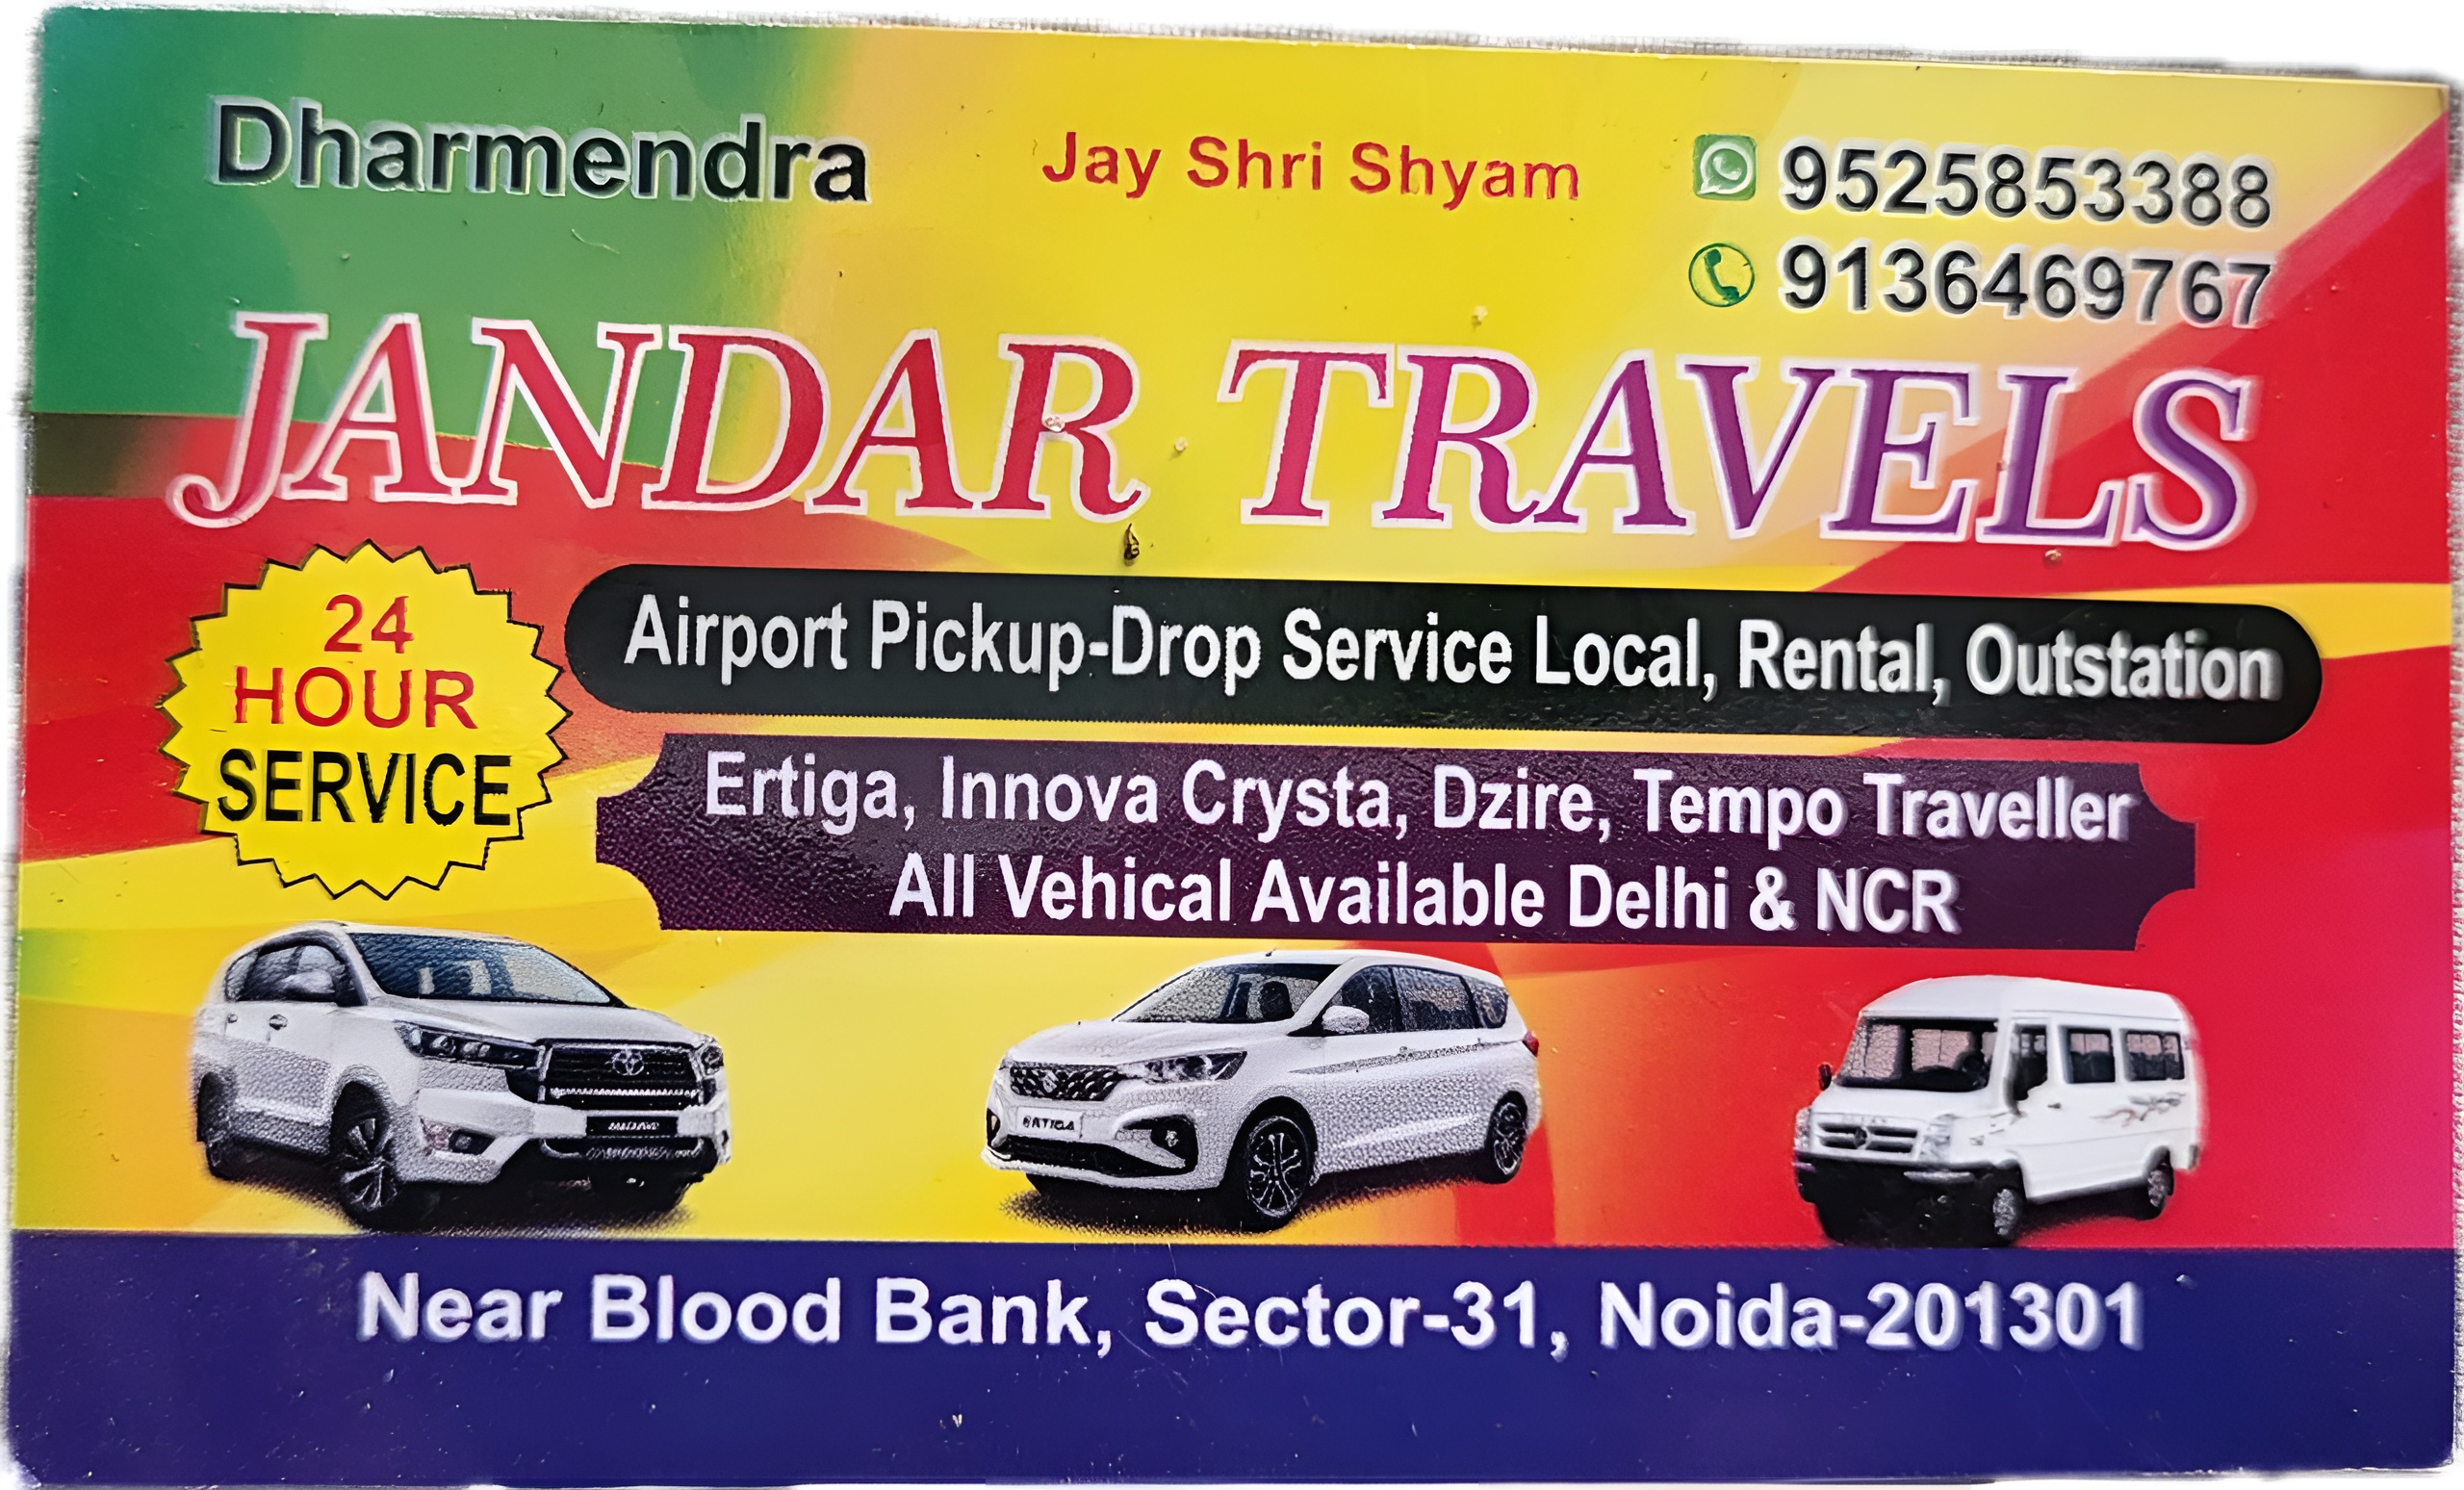 Dharmendra
Jay Shri Shyam
9525853388
9136469767
JANDAR TRAVELS
24
HOUR
SERVICE
Airport Pickup-Drop Service Local, Rental, Outstation
Ertiga, Innova Crysta, Dzire, Tempo Traveller
All Vehical Available Delhi & NCR
ERTIGA
Near Blood Bank, Sector-31, Noida-201301